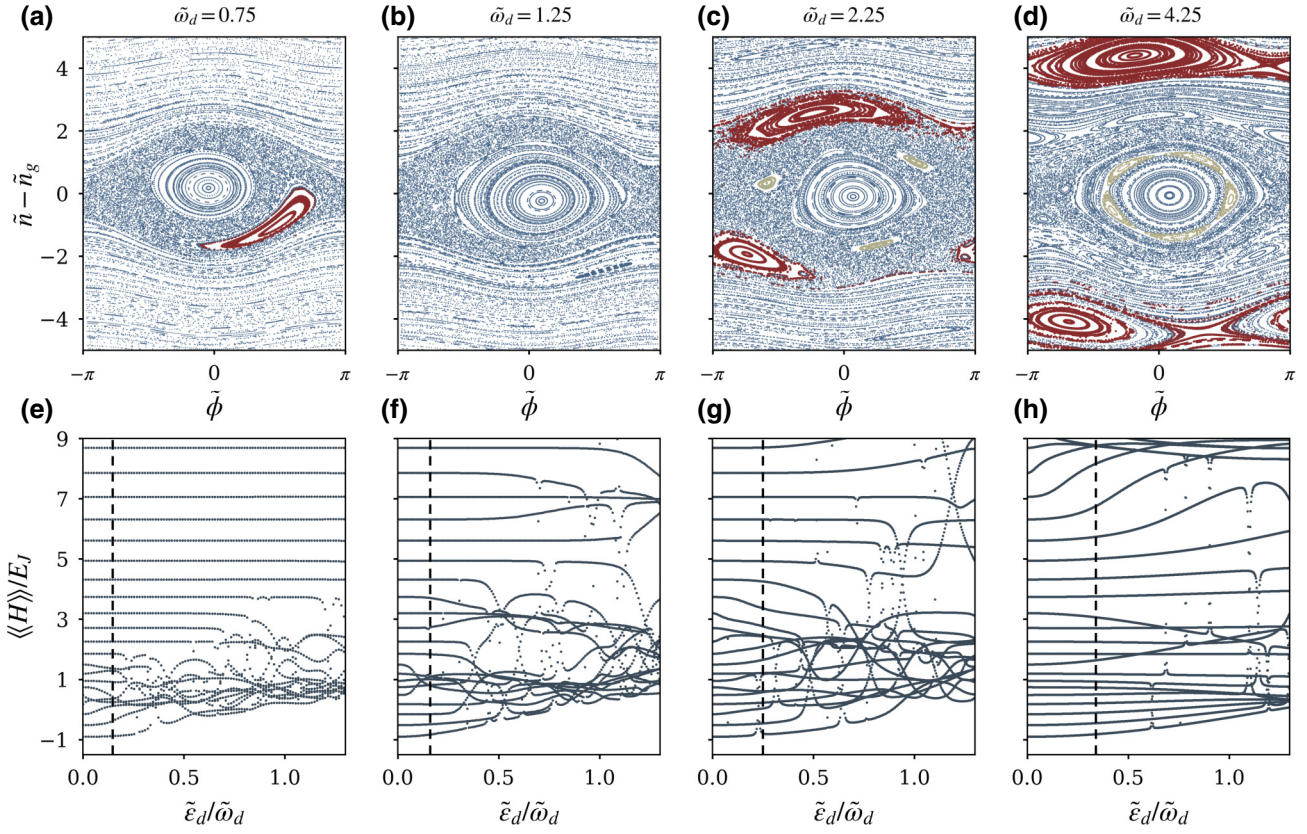 (a) ω̃_d = 0.75 (b) ω̃_d = 1.25 (c) ω̃_d = 2.25 (d) ω̃_d = 4.25
4
2
0
−2
−4
ñ − ñ_g
−π 0 π −π 0 π −π 0 π −π 0 π
ϕ̃ ϕ̃ ϕ̃ ϕ̃
(e) (f) (g) (h)
9
7
5
3
1
−1
⟨⟨H⟩⟩/E_J
0.0 0.5 1.0 0.0 0.5 1.0 0.0 0.5 1.0 0.0 0.5 1.0
ε̃_d/ω̃_d ε̃_d/ω̃_d ε̃_d/ω̃_d ε̃_d/ω̃_d